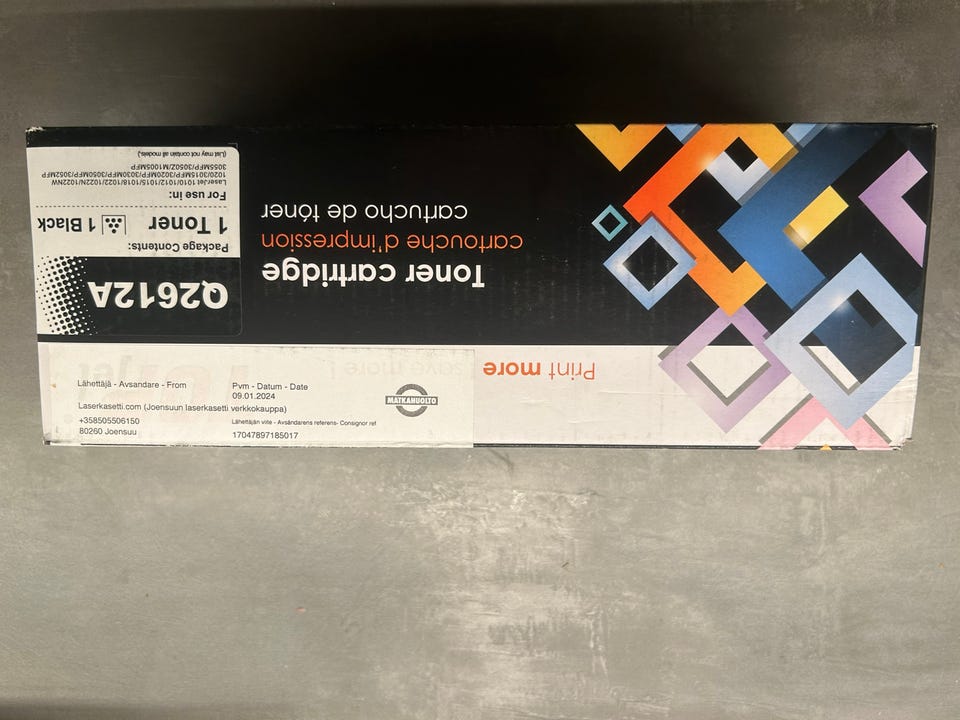 Q2612A
Package Contents:
1 Toner 1 Black
For use in:
LaserJet 1010/1012/1015/1018/1022/1022N/1022NW
1020/3015MFP/3020MFP/3030MFP/3050MFP/3052MFP
3055MFP/3050Z/M1005MFP
(List may not contain all models.)
Toner cartridge
cartouche d'impression
cartucho de tóner
Print more
save more !
Lähettäjä - Avsandare - From
Laserkasetti.com (Joensuun laserkasetti verkkokauppa)
+358505506150
80260 Joensuu
Pvm - Datum - Date
09.01.2024
Lähettäjän viite - Avsändarens referens- Consignor ref
17047897185017
MATKAHUOLTO